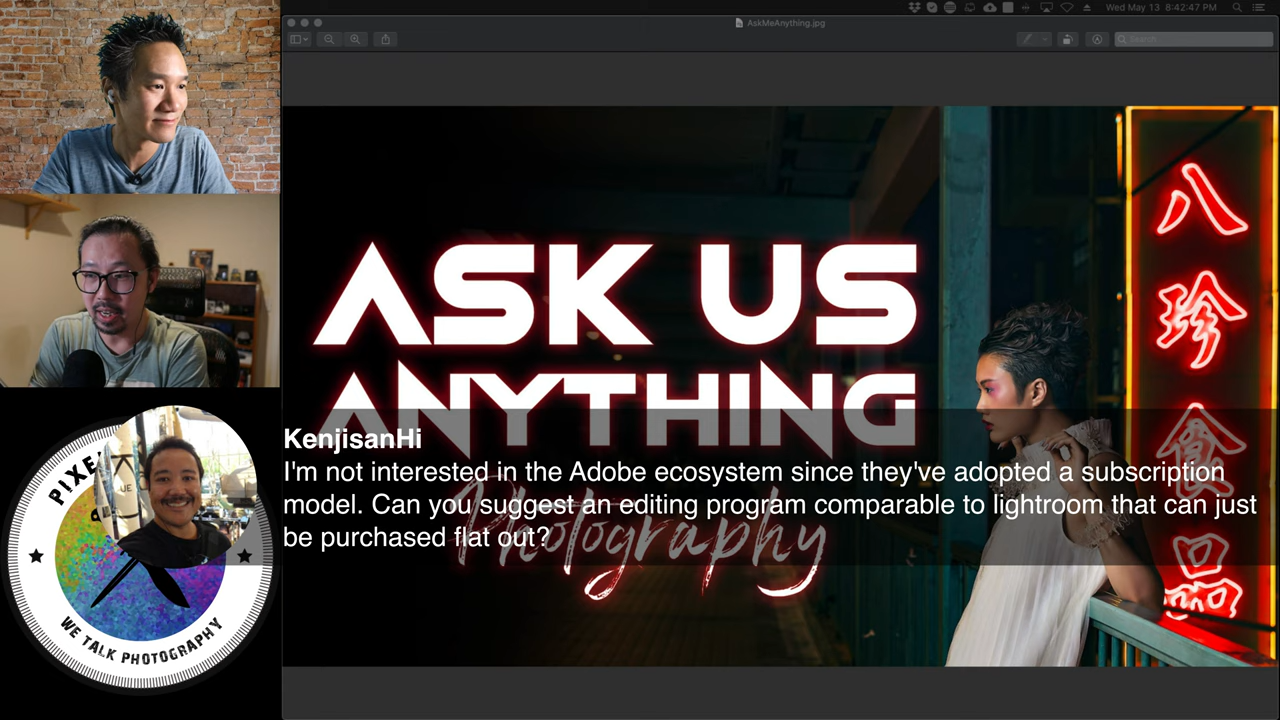 Wed May 13 8:42:47 PM
AskMeAnything.jpg
Search
ASK US
ANYTHING
Photography
KenjisanHi
I'm not interested in the Adobe ecosystem since they've adopted a subscription
model. Can you suggest an editing program comparable to lightroom that can just
be purchased flat out?
八
珍
食
品
PIXE
UE
WE TALK PHOTOGRAPHY